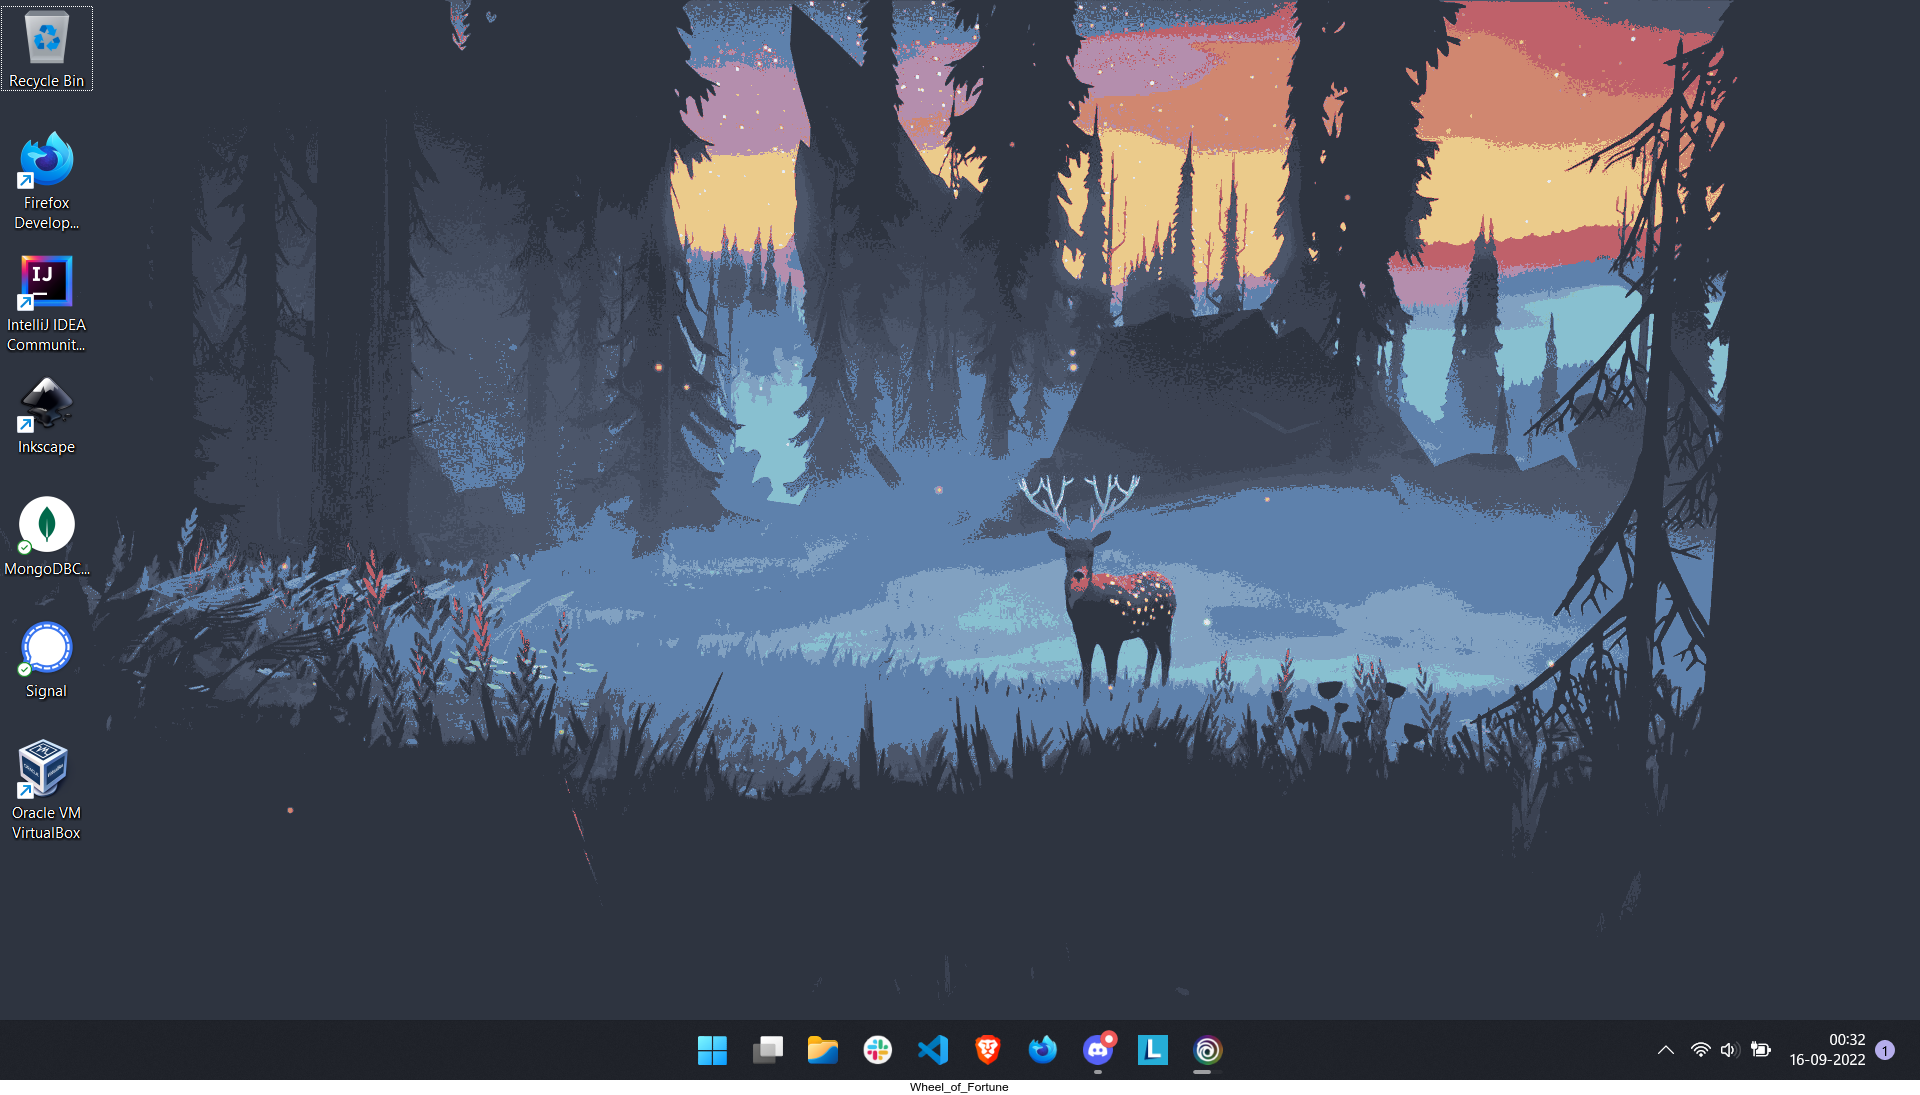 Recycle Bin
Firefox
Develop...
IJ
IntelliJ IDEA
Communit...
Inkscape
MongoDBC...
Signal
Oracle VM
VirtualBox
L
00:32
16-09-2022
1
Wheel_of_Fortune